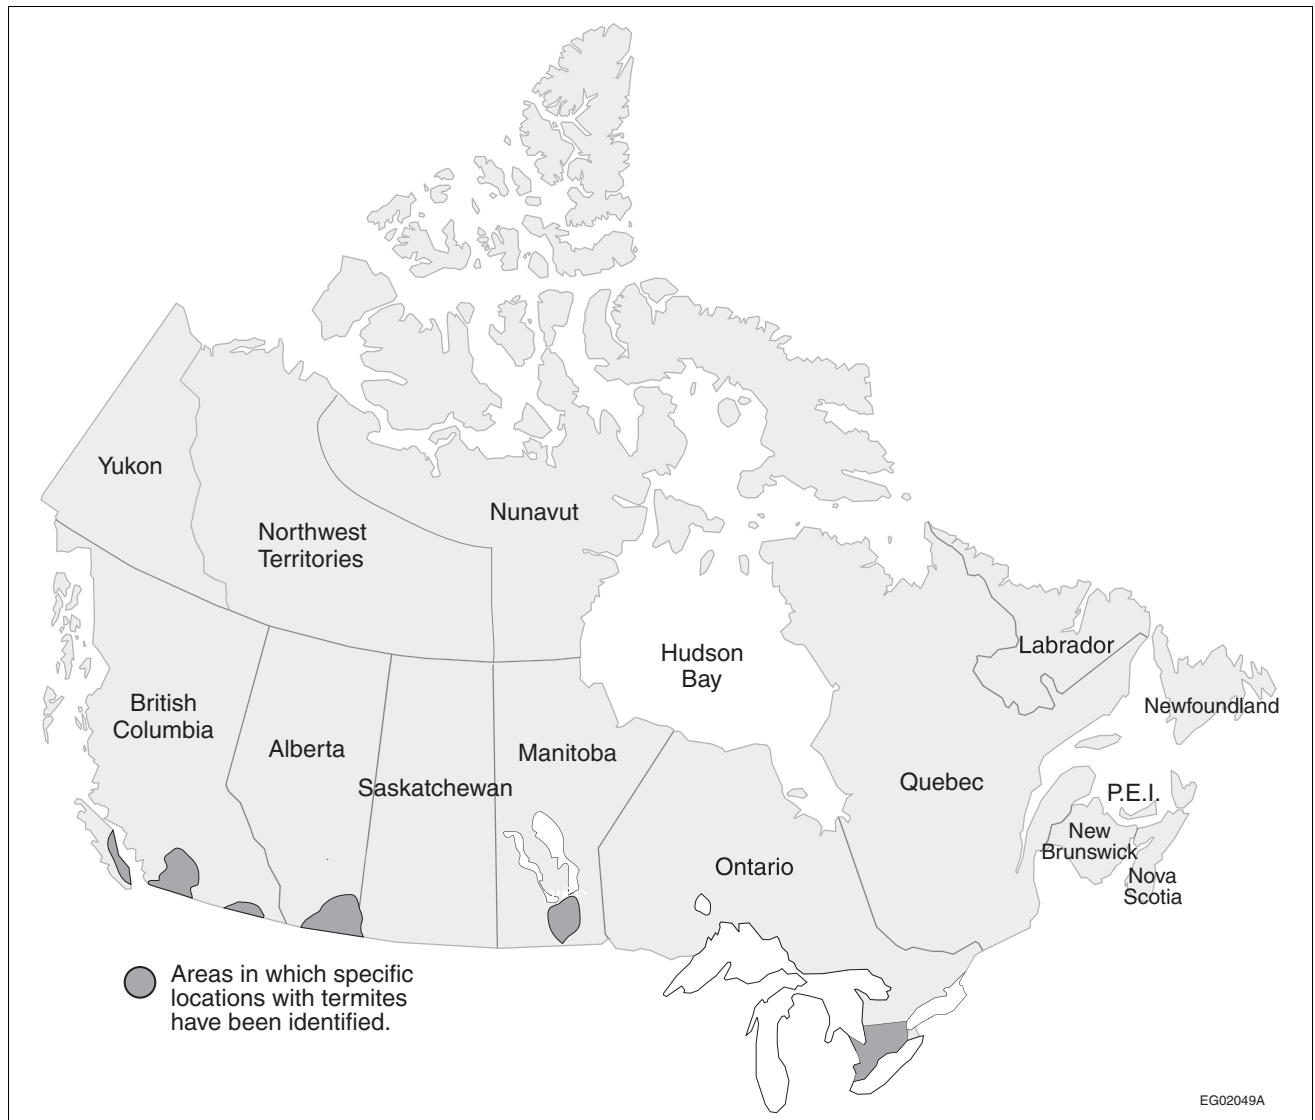 Yukon
Northwest
Territories
Nunavut
Hudson
Bay
Labrador
Newfoundland
British
Columbia
Alberta
Saskatchewan
Manitoba
Ontario
Quebec
P.E.I.
New
Brunswick
Nova
Scotia
Areas in which specific
locations with termites
have been identified.
EG02049A